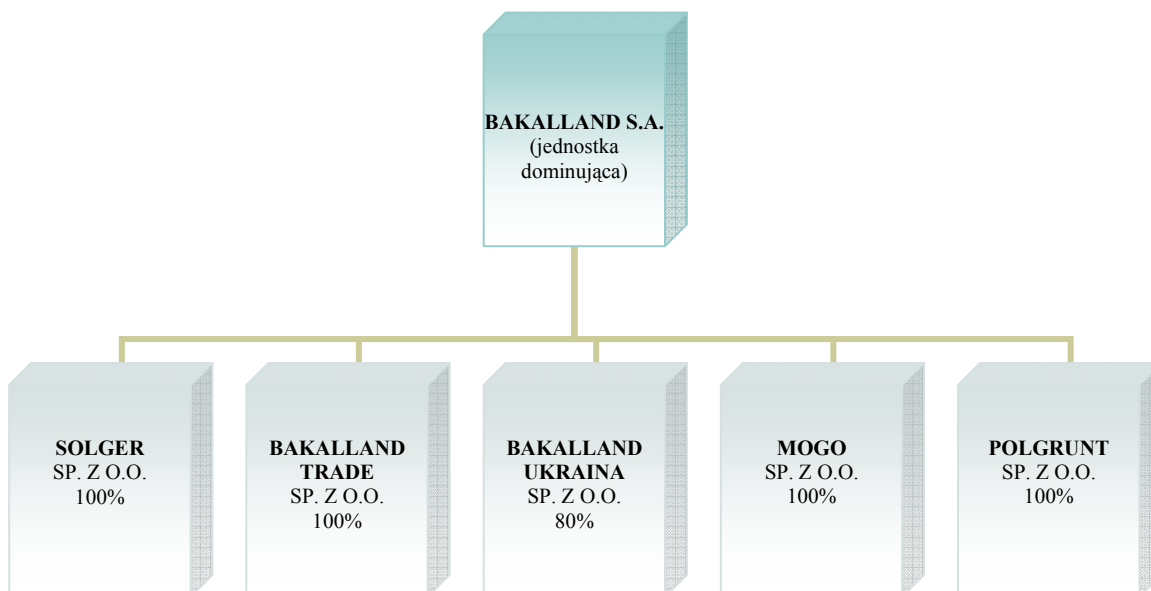 BAKALLAND S.A.
(jednostka
dominująca)
SOLGER
SP. Z O.O.
100%
BAKALLAND
TRADE
SP. Z O.O.
100%
BAKALLAND
UKRAINA
SP. Z O.O.
80%
MOGO
SP. Z O.O.
100%
POLGRUNT
SP. Z O.O.
100%